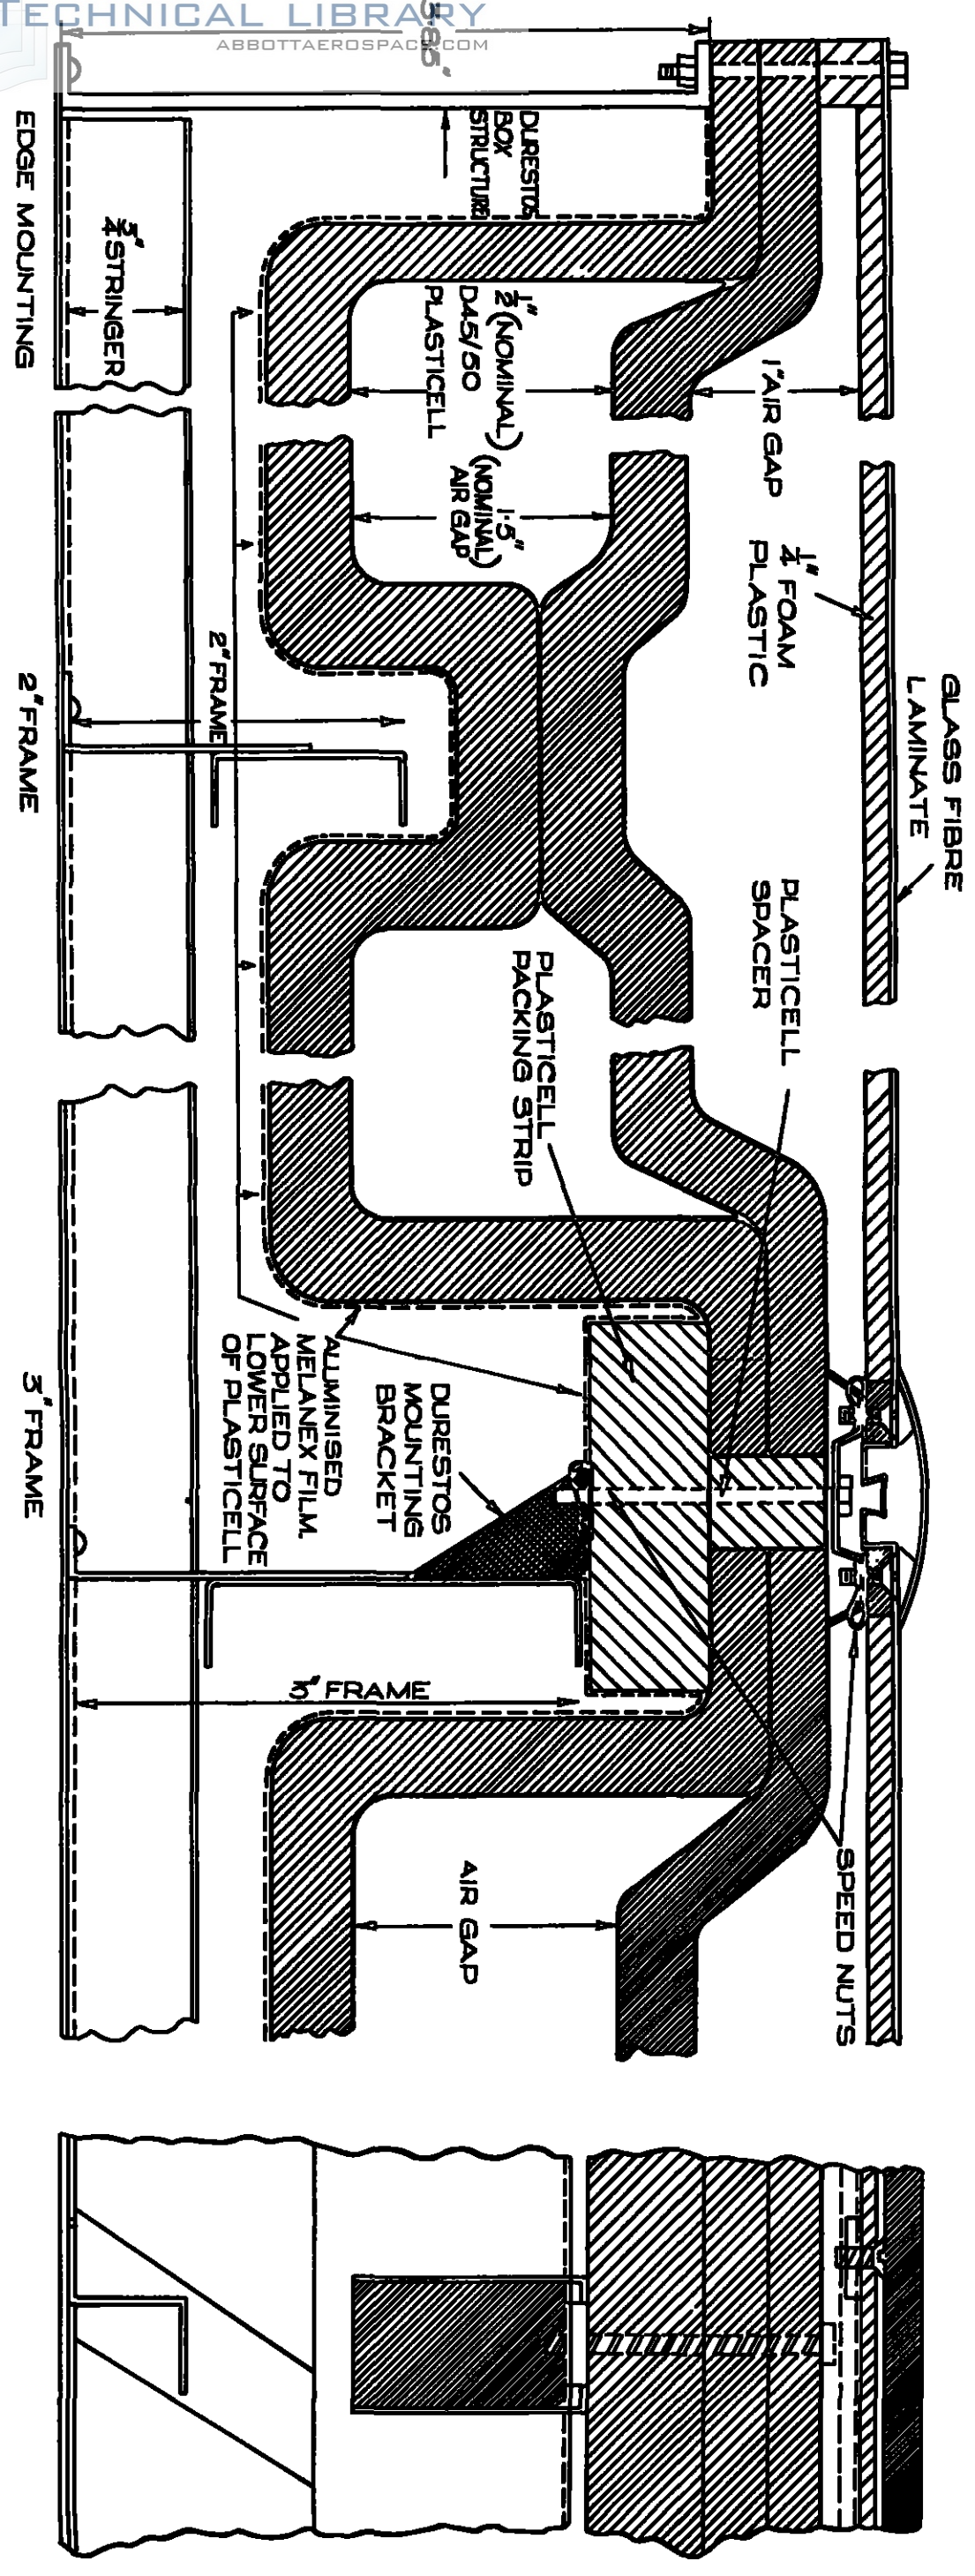 TECHNICAL LIBRARY
ABBOTTAEROSPACE.COM
3·85"
DURESTOS
BOX
STRUCTURE
EDGE MOUNTING
3/4" STRINGER
1/2" (NOMINAL)
D45/50
PLASTICELL
1" AIR GAP
1·5"
(NOMINAL)
AIR GAP
1/4" FOAM
PLASTIC
GLASS FIBRE
LAMINATE
2" FRAME
2" FRAME
PLASTICELL
SPACER
PLASTICELL
PACKING STRIP
ALUMINISED
MELANEX FILM.
APPLIED TO
LOWER SURFACE
OF PLASTICELL
DURESTOS
MOUNTING
BRACKET
3" FRAME
3" FRAME
AIR GAP
SPEED NUTS